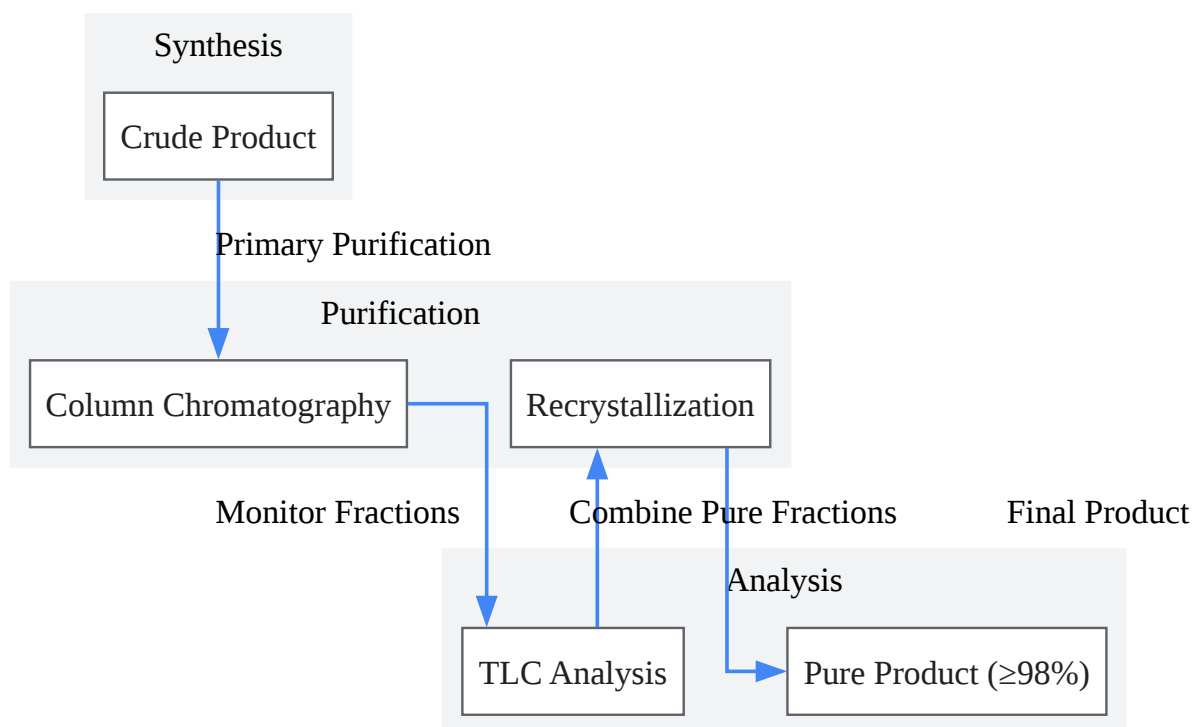 Synthesis
Crude Product
Primary Purification
Purification
Column Chromatography
Recrystallization
Monitor Fractions
Combine Pure Fractions
Final Product
Analysis
TLC Analysis
Pure Product (≥98%)